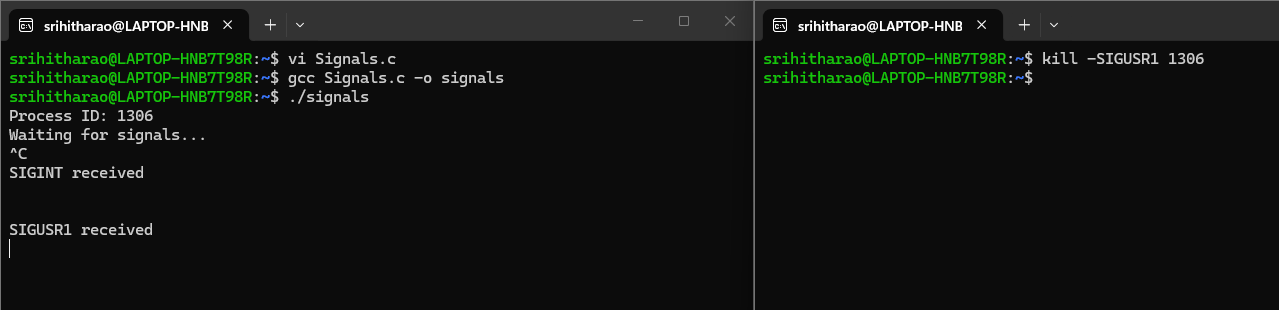 srihitharao@LAPTOP-HNB
srihitharao@LAPTOP-HNB7T98R:~$ vi Signals.c
srihitharao@LAPTOP-HNB7T98R:~$ gcc Signals.c -o signals
srihitharao@LAPTOP-HNB7T98R:~$ ./signals
Process ID: 1306
Waiting for signals...
^C
SIGINT received
SIGUSR1 received
srihitharao@LAPTOP-HNB
srihitharao@LAPTOP-HNB7T98R:~$ kill -SIGUSR1 1306
srihitharao@LAPTOP-HNB7T98R:~$